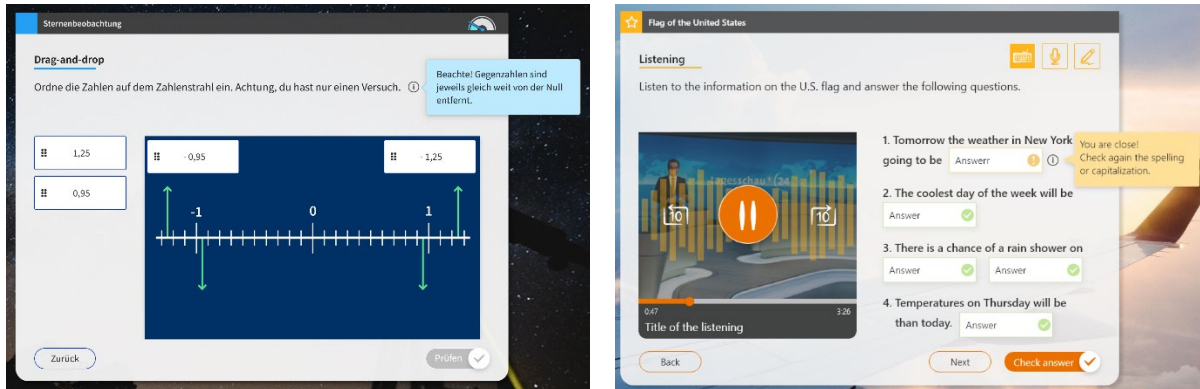 Sternenbeobachtung
Drag-and-drop
Ordne die Zahlen auf dem Zahlenstrahl ein. Achtung, du hast nur einen Versuch.
Beachte! Gegenzahlen sind
jeweils gleich weit von der Null
entfernt.
1,25
0,95
- 0,95
- 1,25
-1
0
1
Zurück
Prüfen
Flag of the United States
Listening
Listen to the information on the U.S. flag and answer the following questions.
tagesschau
24
10
10
0:47
3:26
Title of the listening
1. Tomorrow the weather in New York
going to be
Answerr
You are close!
Check again the spelling
or capitalization.
2. The coolest day of the week will be
Answer
3. There is a chance of a rain shower on
Answer
Answer
4. Temperatures on Thursday will be
than today.
Answer
Back
Next
Check answer